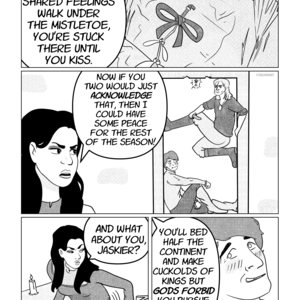 SHARED FEELINGS
WALK UNDER
THE MISTLETOE,
YOU'RE STUCK
THERE UNTIL
YOU KISS.
NOW IF YOU
TWO WOULD JUST
ACKNOWLEDGE
THAT, THEN I
COULD HAVE
SOME PEACE
FOR THE REST
OF THE SEASON!
AND WHAT
ABOUT YOU,
JASKIER?
YOU'LL BED
HALF THE
CONTINENT AND
MAKE
CUCKOLDS OF
KINGS BUT
GODS FORBID
YOU PURSUE